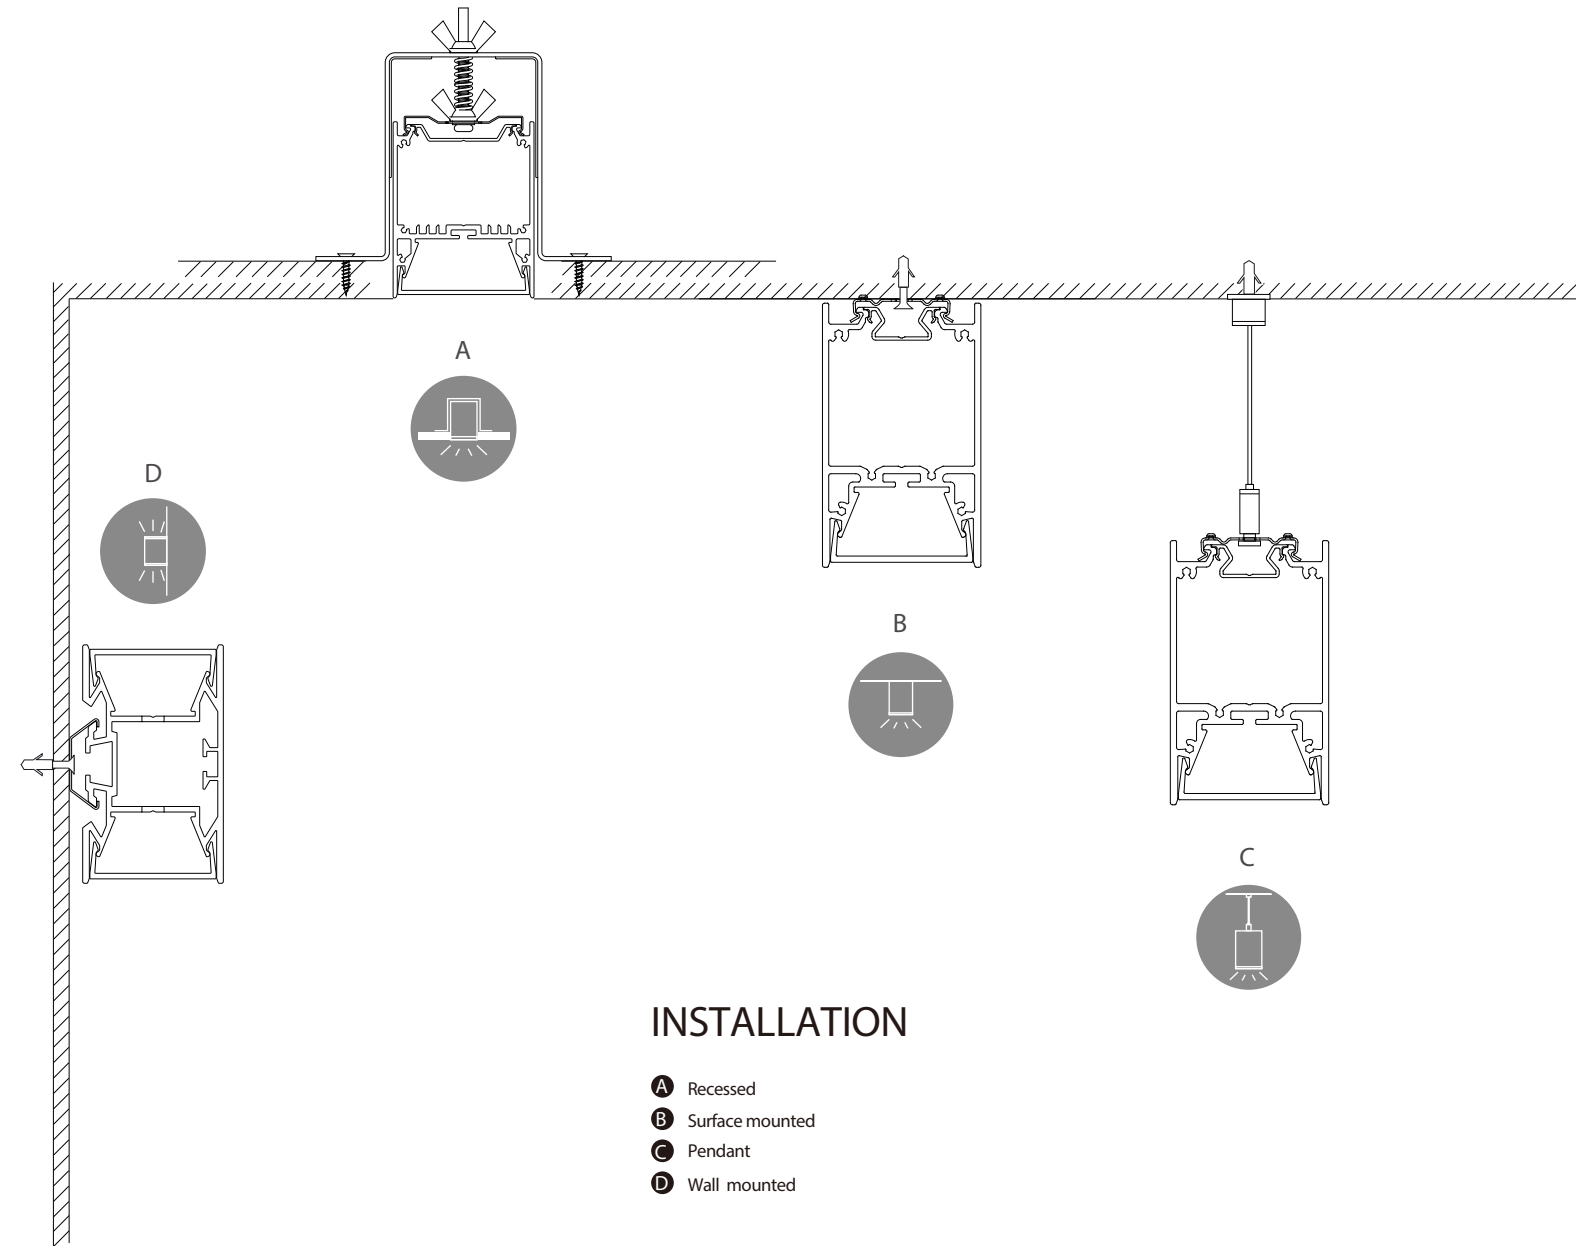 A
D
B
C
INSTALLATION
A Recessed
B Surface mounted
C Pendant
D Wall mounted